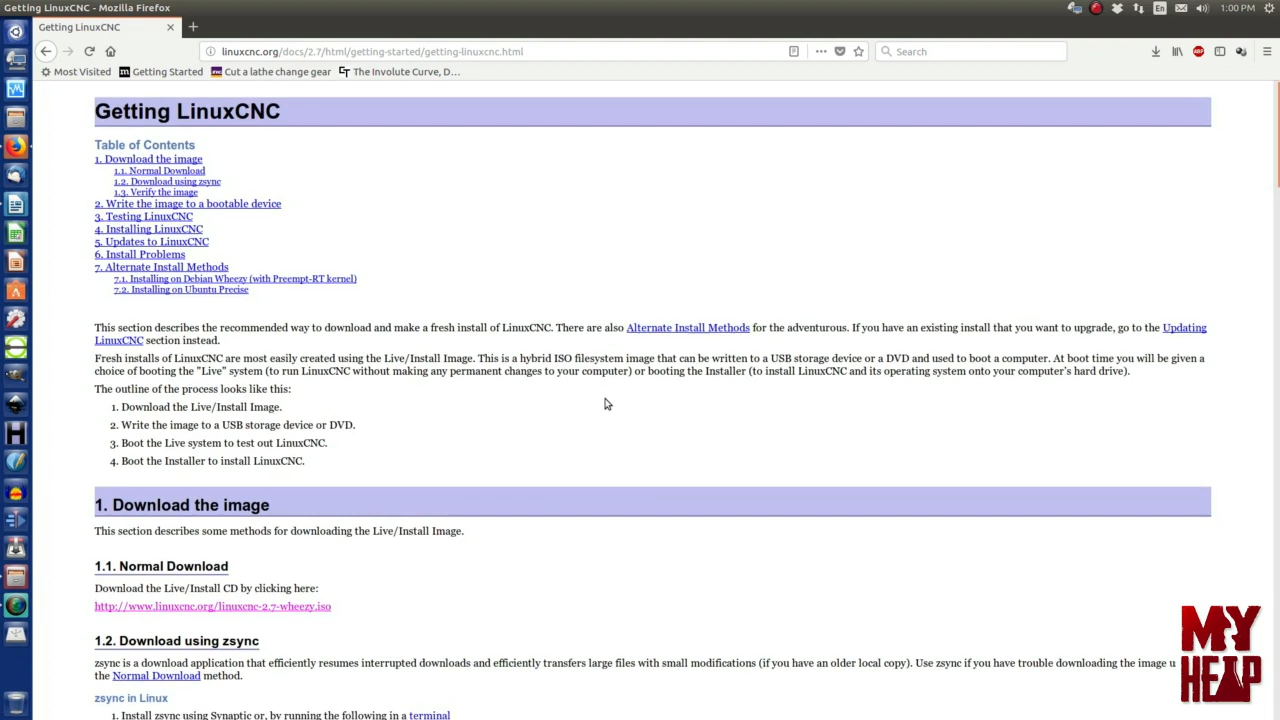 Getting LinuxCNC - Mozilla Firefox
En
1:00 PM
Getting LinuxCNC
linuxcnc.org/docs/2.7/html/getting-started/getting-linuxcnc.html
Search
ABP
Most Visited
Getting Started
Cut a lathe change gear
The Involute Curve, D...
Getting LinuxCNC
Table of Contents
1. Download the image
1.1. Normal Download
1.2. Download using zsync
1.3. Verify the image
2. Write the image to a bootable device
3. Testing LinuxCNC
4. Installing LinuxCNC
5. Updates to LinuxCNC
6. Install Problems
7. Alternate Install Methods
7.1. Installing on Debian Wheezy (with Preempt-RT kernel)
7.2. Installing on Ubuntu Precise
This section describes the recommended way to download and make a fresh install of LinuxCNC. There are also Alternate Install Methods for the adventurous. If you have an existing install that you want to upgrade, go to the Updating
LinuxCNC section instead.
Fresh installs of LinuxCNC are most easily created using the Live/Install Image. This is a hybrid ISO filesystem image that can be written to a USB storage device or a DVD and used to boot a computer. At boot time you will be given a
choice of booting the "Live" system (to run LinuxCNC without making any permanent changes to your computer) or booting the Installer (to install LinuxCNC and its operating system onto your computer's hard drive).
The outline of the process looks like this:
1. Download the Live/Install Image.
2. Write the image to a USB storage device or DVD.
3. Boot the Live system to test out LinuxCNC.
4. Boot the Installer to install LinuxCNC.
1. Download the image
This section describes some methods for downloading the Live/Install Image.
1.1. Normal Download
Download the Live/Install CD by clicking here:
http://www.linuxcnc.org/linuxcnc-2.7-wheezy.iso
1.2. Download using zsync
zsync is a download application that efficiently resumes interrupted downloads and efficiently transfers large files with small modifications (if you have an older local copy). Use zsync if you have trouble downloading the image u
the Normal Download method.
zsync in Linux
1. Install zsync using Synaptic or, by running the following in a terminal
MY
HEAP